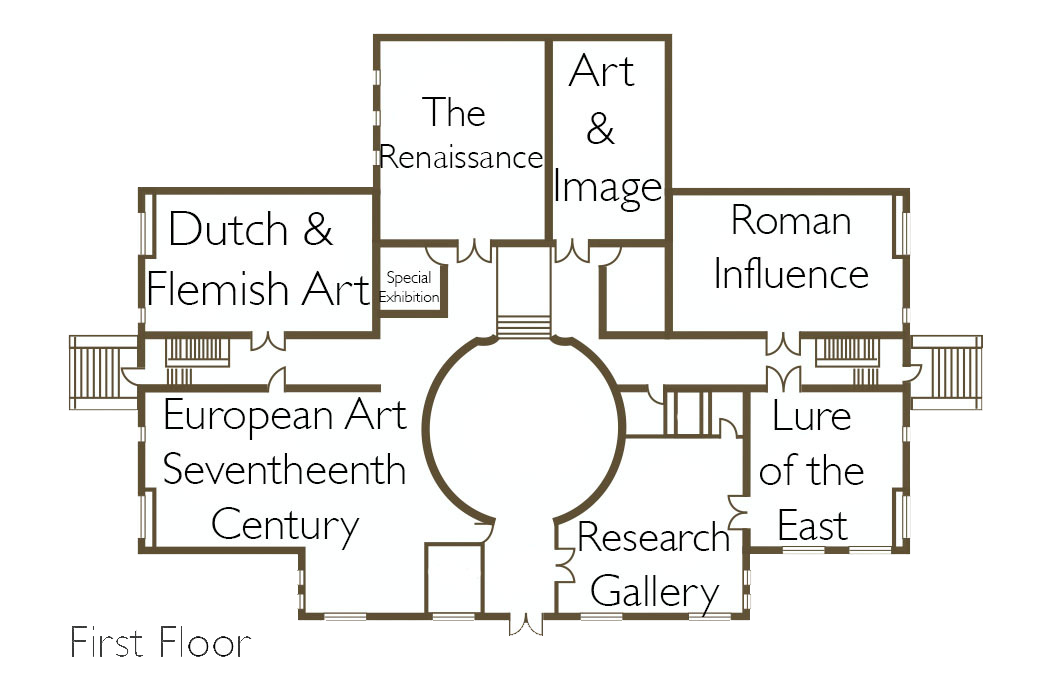 The
Renaissance
Art
&
Image
Dutch &
Flemish Art
Special
Exhibition
Roman
Influence
European Art
Seventheenth
Century
Lure
of the
East
Research
Gallery
First Floor